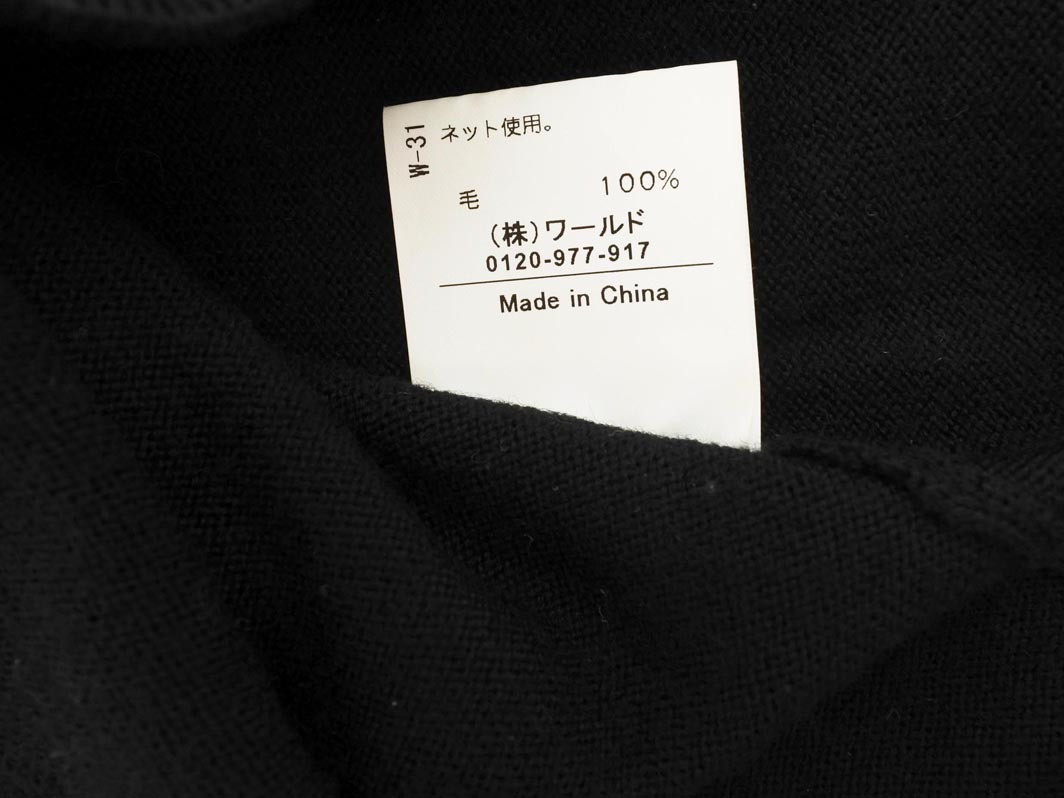 W-31
ネット使用。
毛 100%
(株)ワールド
0120-977-917
Made in China